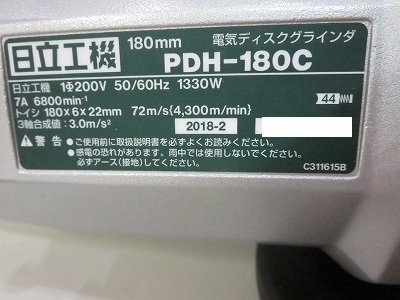 日立工機 180mm 電気ディスクグラインダ
PDH-180C
日立工機 1Φ200V 50/60Hz 1330W
7A 6800min⁻¹ 44
トイシ 180×6×22mm 72m/s{4,300m/min}
3軸合成値:3.0m/s² 2018-2
警告 ●ご使用前に取扱説明書を必ずよくお読みください。
●感電の恐れがあります。雨中では使用しないでください。
必ずアース(接地)してください。 C311615B